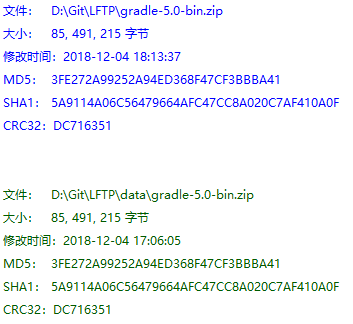 文件： D:\Git\LFTP\gradle-5.0-bin.zip
大小： 85, 491, 215 字节
修改时间：2018-12-04 18:13:37
MD5： 3FE272A99252A94ED368F47CF3BBBA41
SHA1： 5A9114A06C56479664AFC47CC8A020C7AF410A0F
CRC32：DC716351
文件： D:\Git\LFTP\data\gradle-5.0-bin.zip
大小： 85, 491, 215 字节
修改时间：2018-12-04 17:06:05
MD5： 3FE272A99252A94ED368F47CF3BBBA41
SHA1： 5A9114A06C56479664AFC47CC8A020C7AF410A0F
CRC32：DC716351